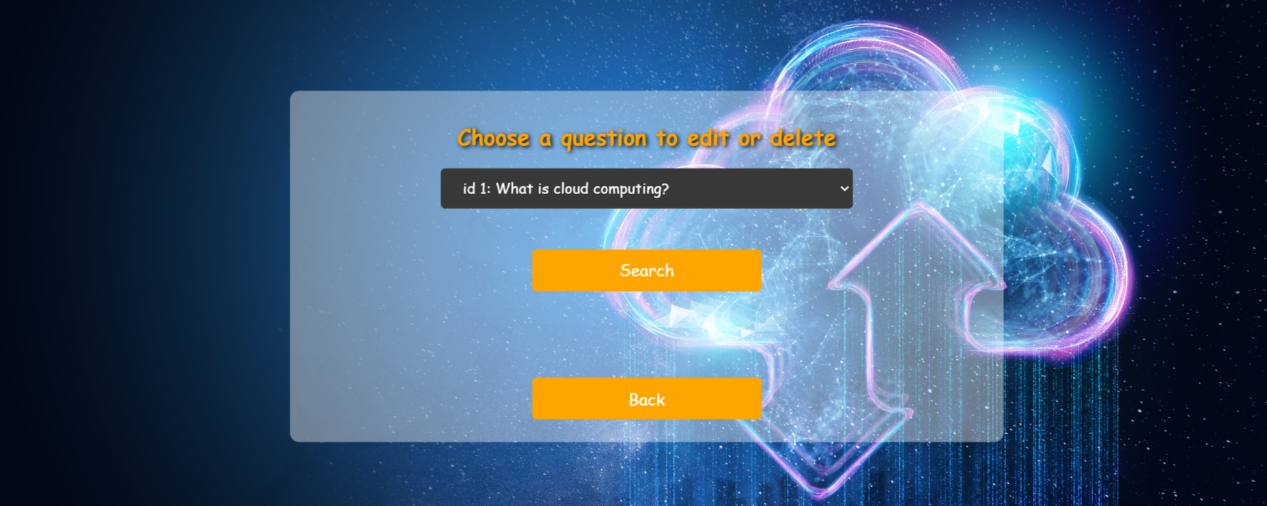 Choose a question to edit or delete
id 1: What is cloud computing?
Search
Back